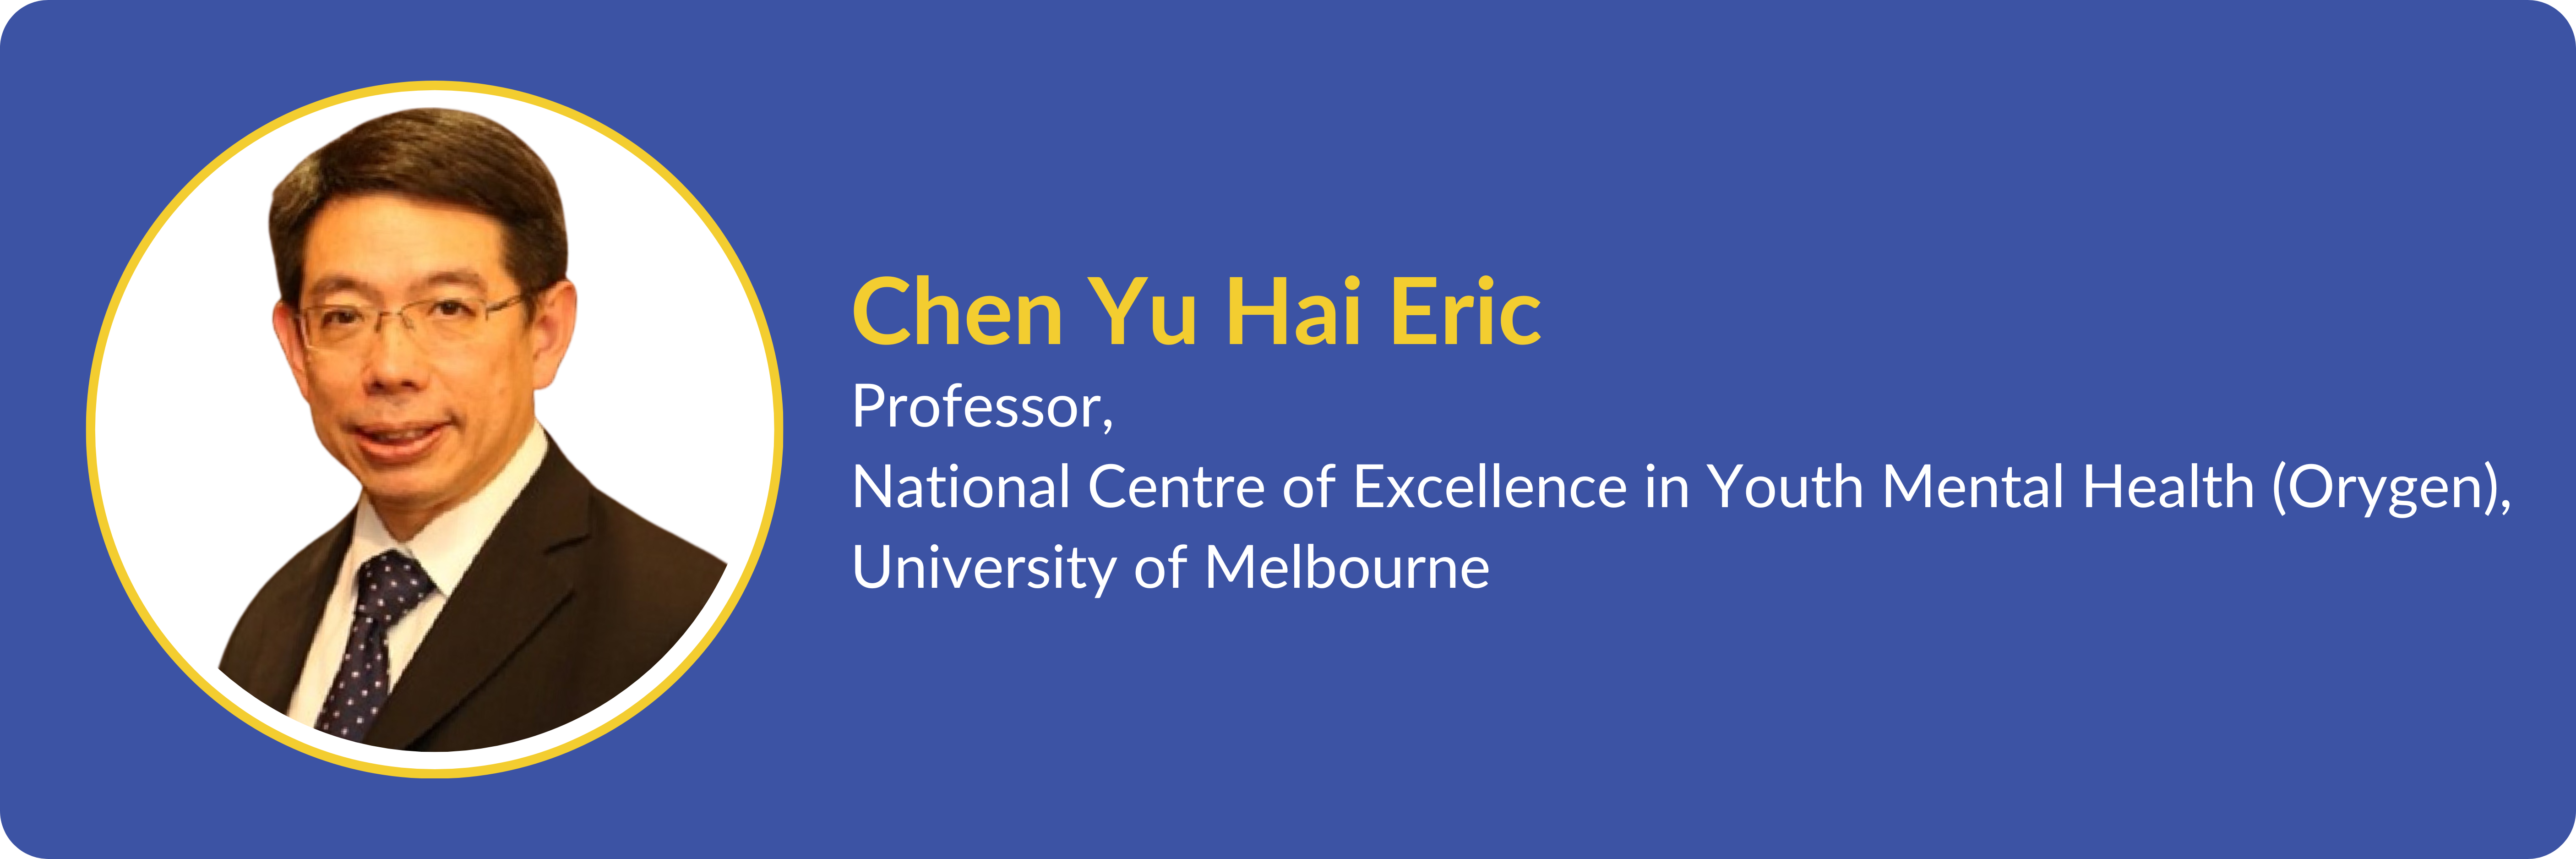 Chen Yu Hai Eric
Professor,
National Centre of Excellence in Youth Mental Health (Orygen),
University of Melbourne